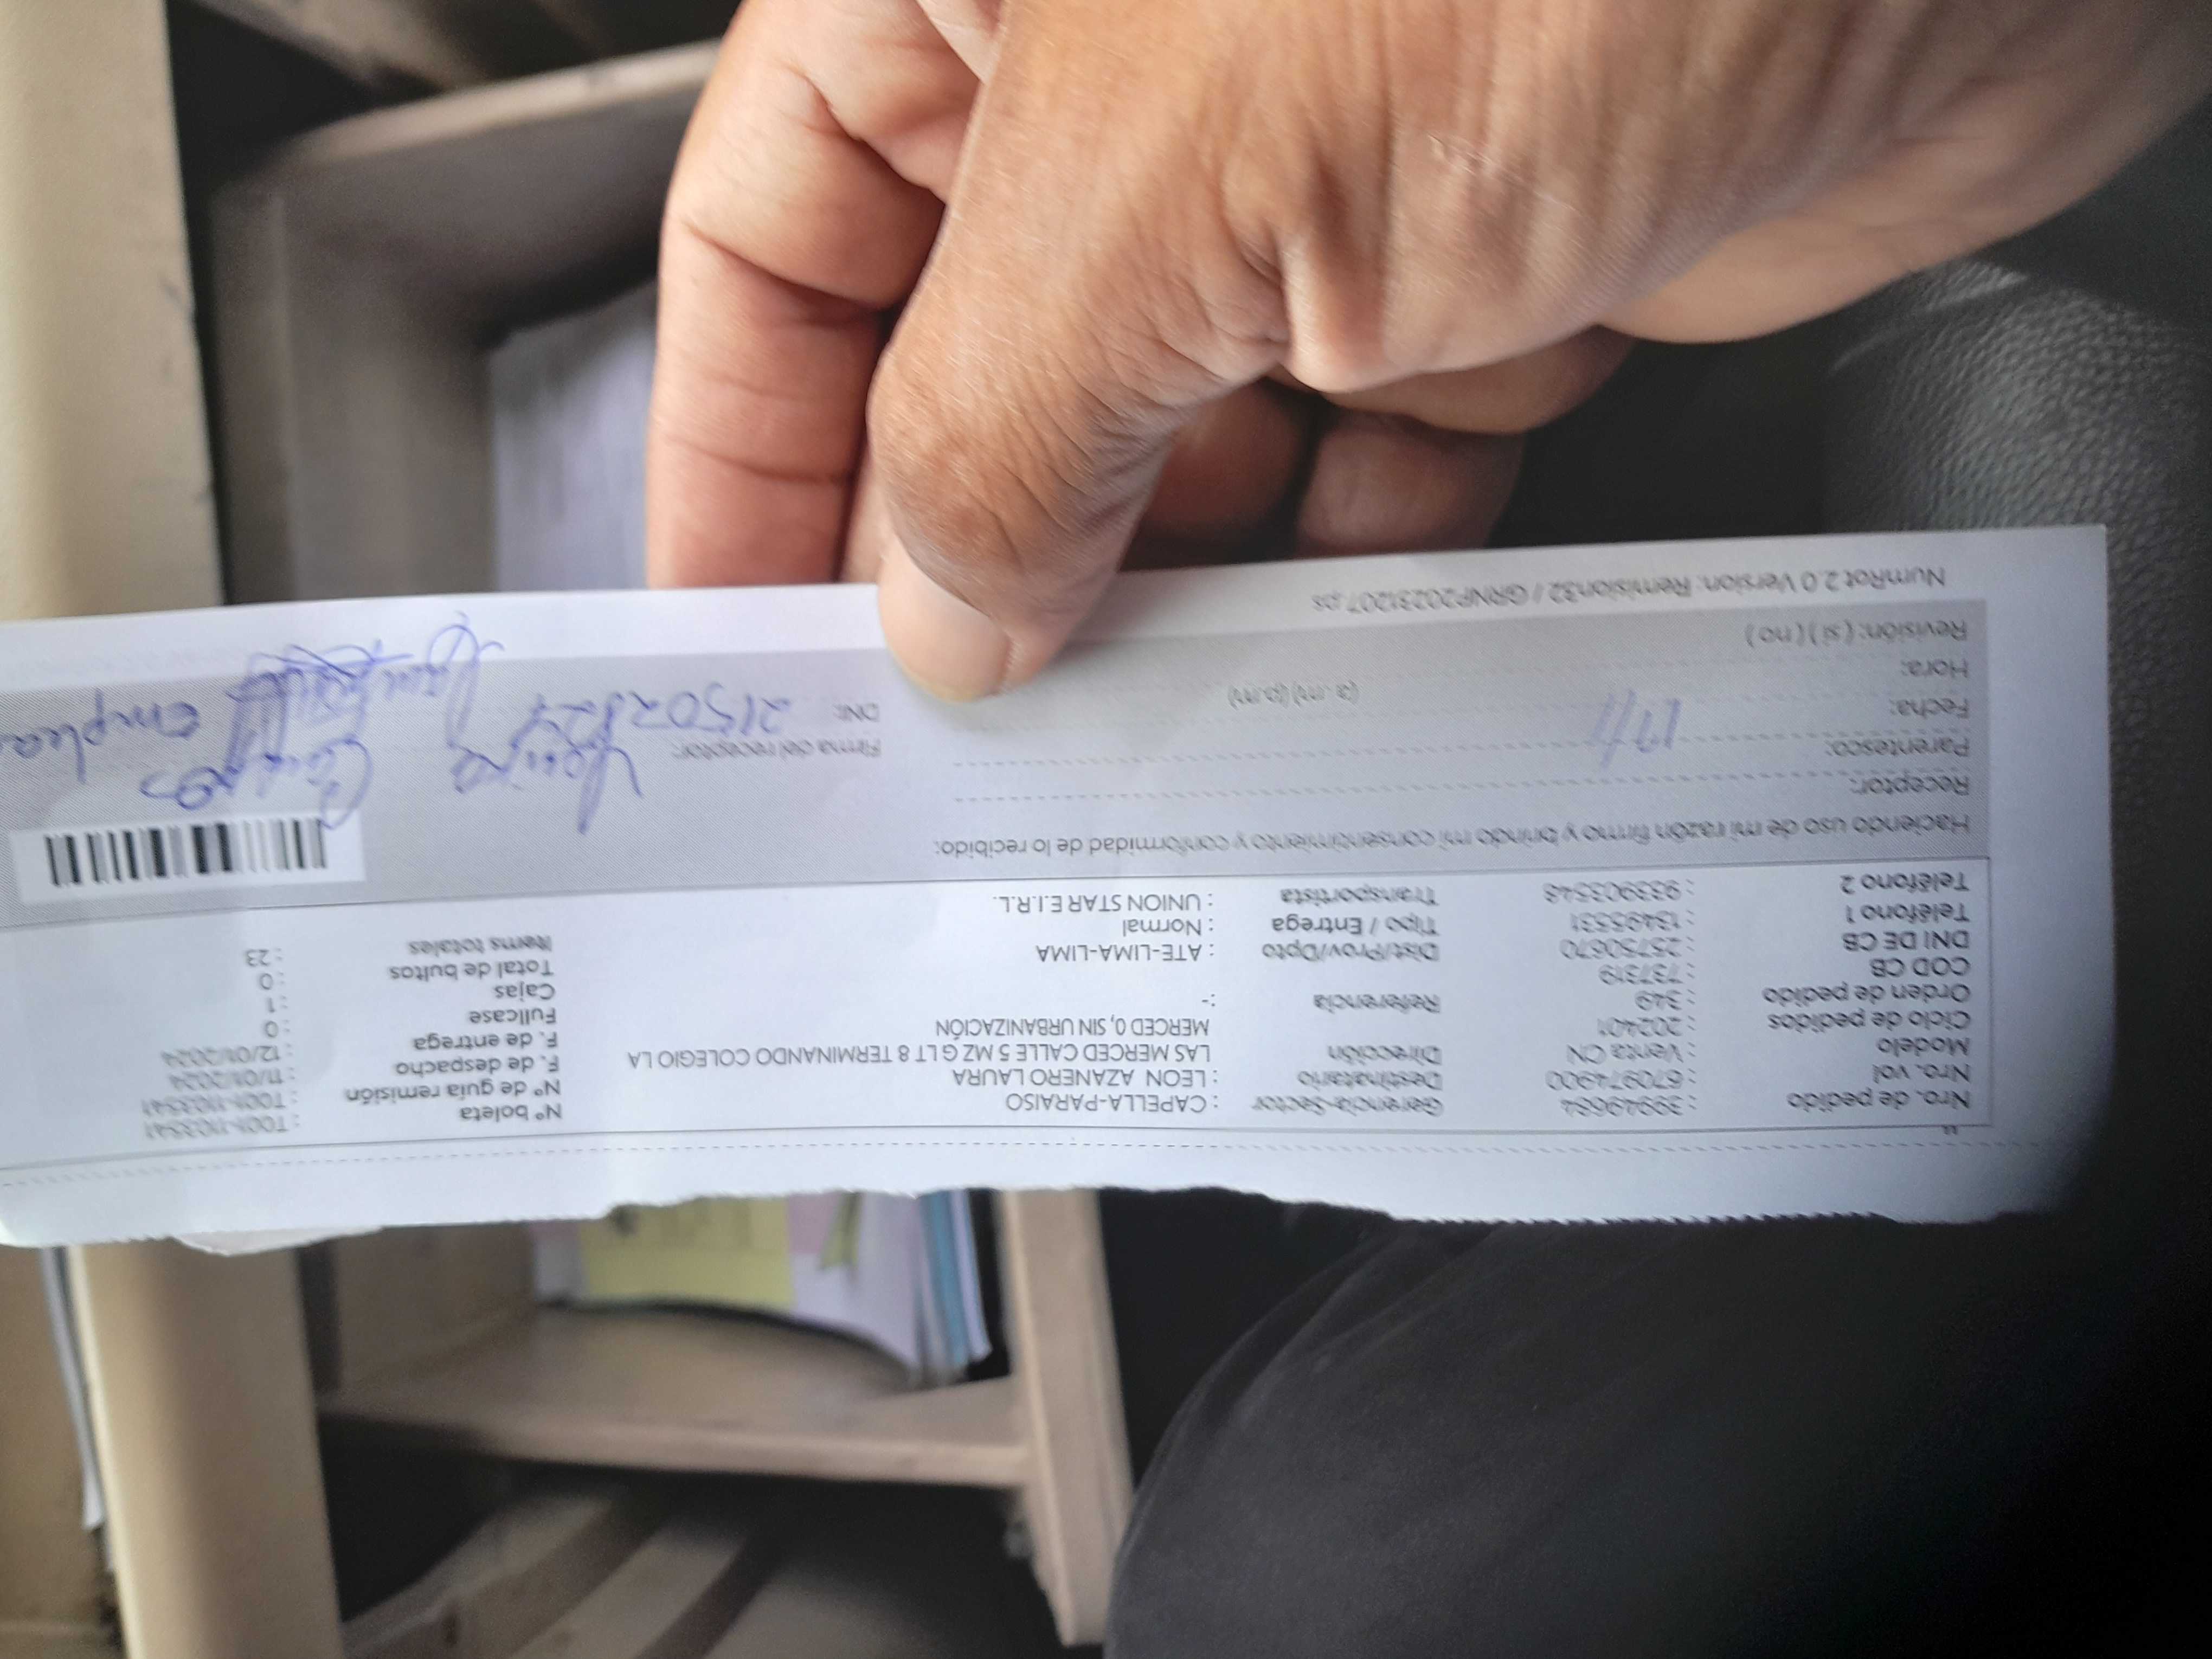 Nro. de pedido : 39949684 Gerencia-Sector : CAPELLA-PARAISO Nº boleta : T001-1103541
Nro. vol : 670974900 Destinatario : LEON AZANERO LAURA Nº de guía remisión : T001-1103541
Modelo : Venta CN Dirección LAS MERCED CALLE 5 MZ G LT 8 TERMINANDO COLEGIO LA F. de despacho : 11/01/2024
Ciclo de pedidos : 202401 MERCED 0, SIN URBANIZACIÓN F. de entrega : 12/01/2024
Orden de pedido : 349 Referencia :- Fullcase : 0
COD CB : 737319 Cajas : 1
DNI DE CB : 25750670 Dist/Prov/Dpto : ATE-LIMA-LIMA Total de bultos : 0
Teléfono 1 : 13495331 Tipo / Entrega : Normal Items totales : 23
Teléfono 2 : 933903548 Transportista : UNION STAR E.I.R.L.
Haciendo uso de mi razón firmo y brindo mi consentimiento y conformidad de lo recibido:
Receptor:
Parentesco: Firma del receptor:
Fecha: DNI: 21502824
Hora: (a. m) (p.m)
Revisión: ( si ) ( no )
NumRot 2.0 Version: Remision32 / GRNP20231207.ps